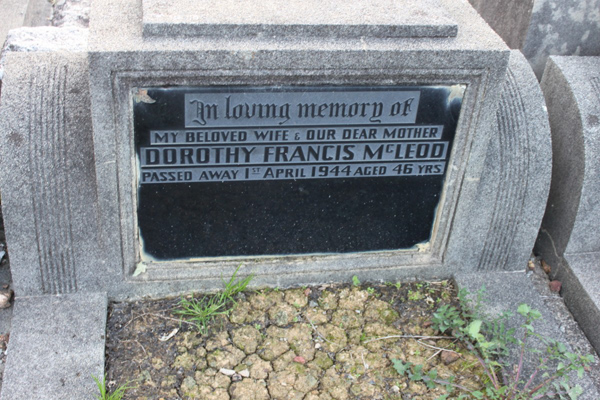 In loving memory of
MY BELOVED WIFE & OUR DEAR MOTHER
DOROTHY FRANCIS McLEOD
PASSED AWAY 1ST APRIL 1944 AGED 46 YRS